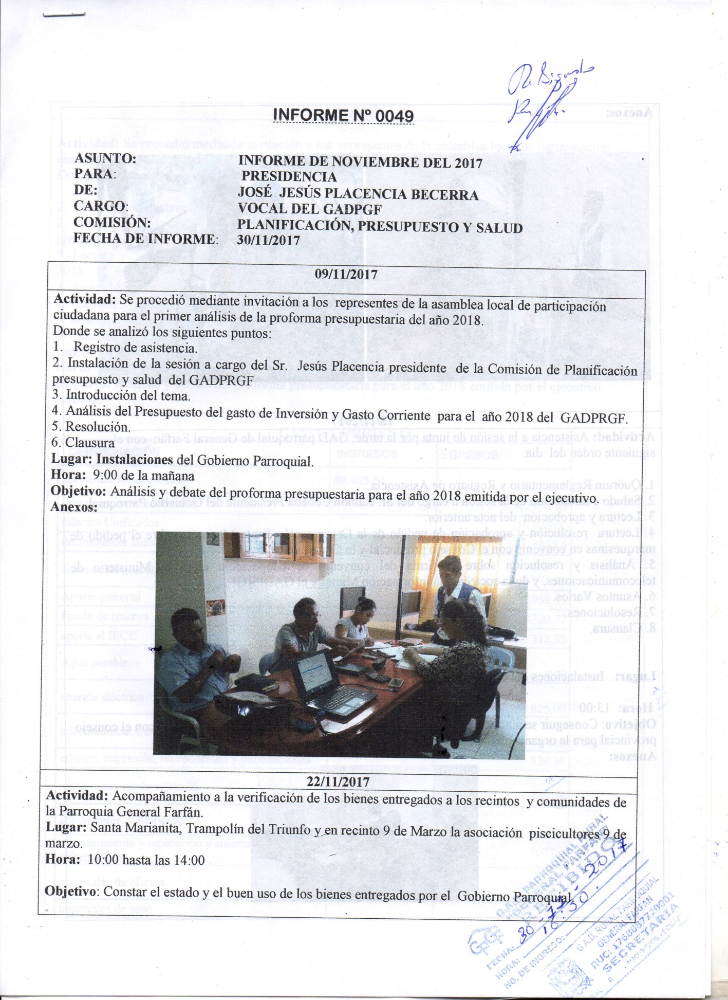 INFORME Nº 0049
ASUNTO: INFORME DE NOVIEMBRE DEL 2017
PARA: PRESIDENCIA
DE: JOSÉ JESÚS PLACENCIA BECERRA
CARGO: VOCAL DEL GADPGF
COMISIÓN: PLANIFICACIÓN, PRESUPUESTO Y SALUD
FECHA DE INFORME: 30/11/2017
09/11/2017
Actividad: Se procedió mediante invitación a los representes de la asamblea local de participación
ciudadana para el primer análisis de la proforma presupuestaria del año 2018.
Donde se analizó los siguientes puntos:
1. Registro de asistencia.
2. Instalación de la sesión a cargo del Sr. Jesús Placencia presidente de la Comisión de Planificación
presupuesto y salud del GADPRGF
3. Introducción del tema.
4. Análisis del Presupuesto del gasto de Inversión y Gasto Corriente para el año 2018 del GADPRGF.
5. Resolución.
6. Clausura
Lugar: Instalaciones del Gobierno Parroquial.
Hora: 9:00 de la mañana
Objetivo: Análisis y debate del proforma presupuestaria para el año 2018 emitida por el ejecutivo.
Anexos:
22/11/2017
Actividad: Acompañamiento a la verificación de los bienes entregados a los recintos y comunidades de
la Parroquia General Farfán.
Lugar: Santa Marianita, Trampolín del Triunfo y en recinto 9 de Marzo la asociación piscicultores 9 de
marzo.
Hora: 10:00 hasta las 14:00
Objetivo: Constar el estado y el buen uso de los bienes entregados por el Gobierno Parroquial.
G.A.D. PARROQUIAL RURAL
"GENERAL FARFAN"
RECIBIDO
FECHA: 30-11-2017
HORA: 16:30
NO. DE INGRESO:
G.A.D. RURAL PARROQUIAL
GENERAL FARFAN
RUC: 1768087720001
SECRETARIA